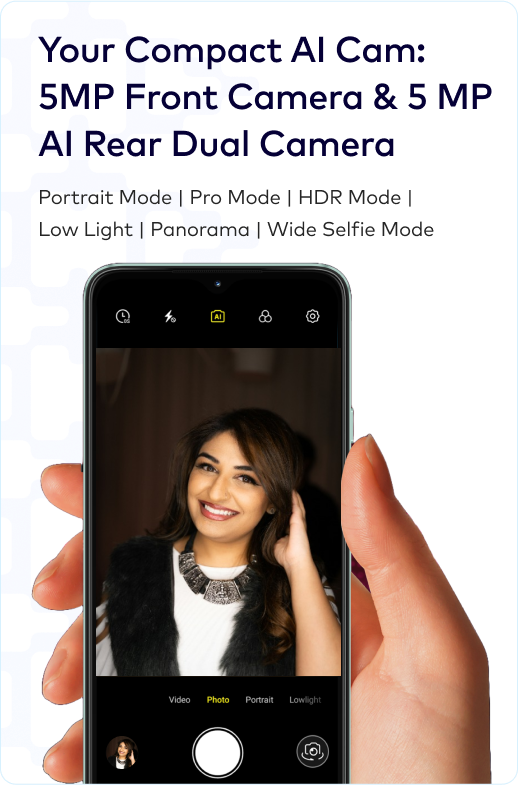 Your Compact AI Cam:
5MP Front Camera & 5 MP
AI Rear Dual Camera
Portrait Mode | Pro Mode | HDR Mode |
Low Light | Panorama | Wide Selfie Mode
AI
Video Photo Portrait Lowlight